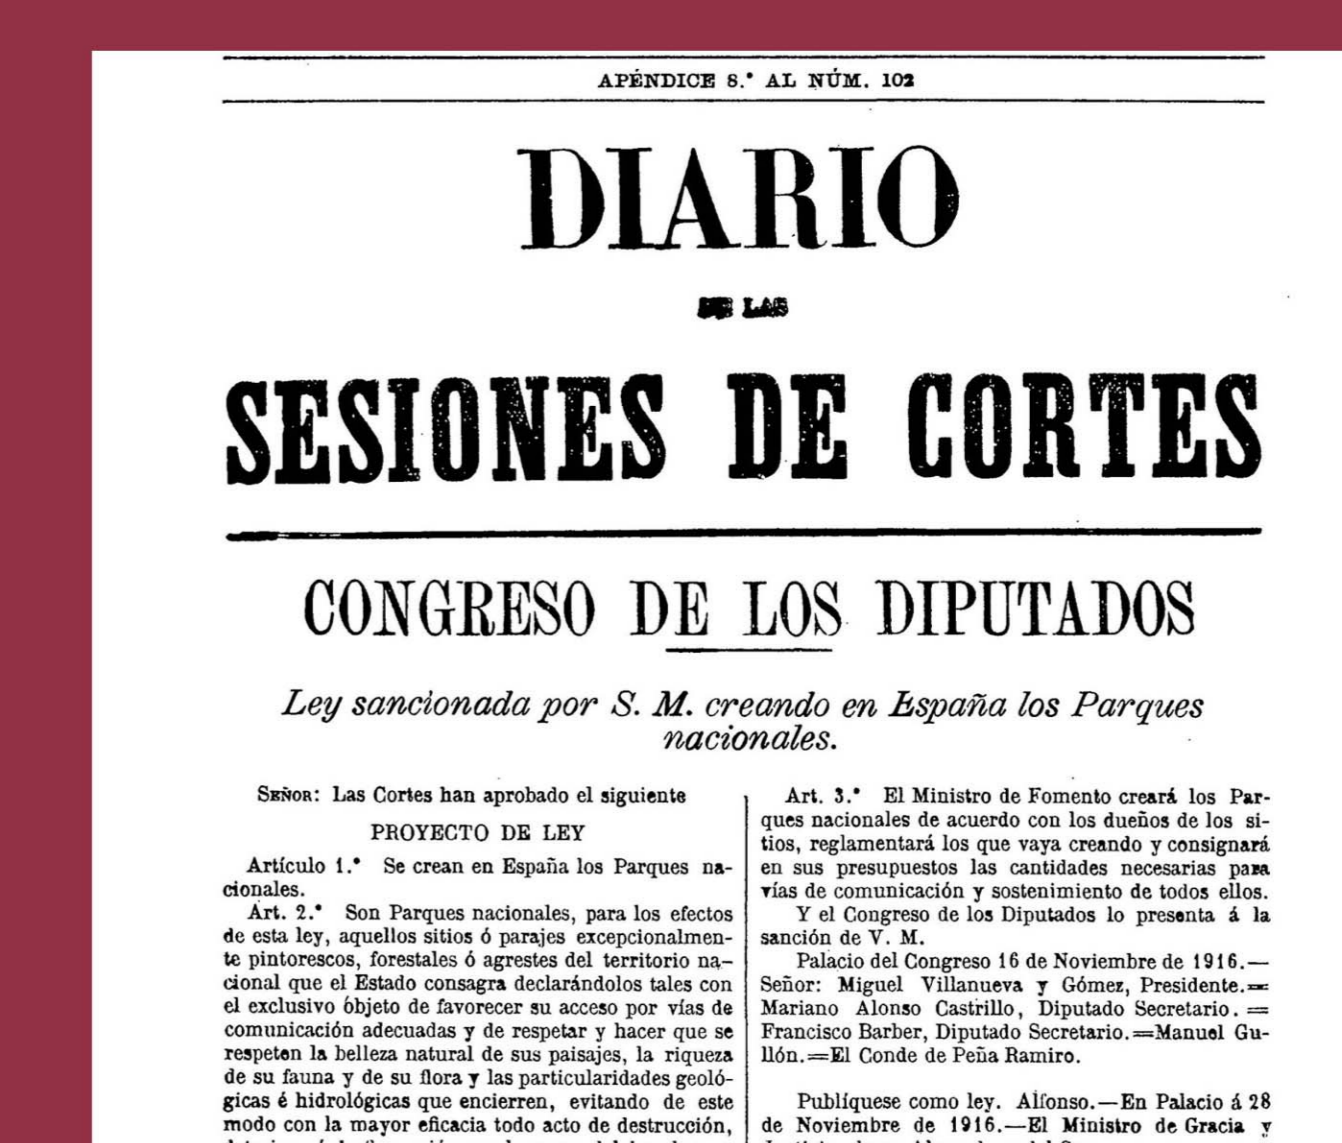 APÉNDICE 8.° AL NÚM. 102
DIARIO
DE LAS
SESIONES DE CORTES
CONGRESO DE LOS DIPUTADOS
Ley sancionada por S. M. creando en España los Parques
nacionales.
SEÑOR: Las Cortes han aprobado el siguiente
PROYECTO DE LEY
Artículo 1.° Se crean en España los Parques na-
cionales.
Art. 2.° Son Parques nacionales, para los efectos
de esta ley, aquellos sitios ó parajes excepcionalmen-
te pintorescos, forestales ó agrestes del territorio na-
cional que el Estado consagra declarándolos tales con
el exclusivo óbjeto de favorecer su acceso por vías de
comunicación adecuadas y de respetar y hacer que se
respeten la belleza natural de sus paisajes, la riqueza
de su fauna y de su flora y las particularidades geoló-
gicas é hidrológicas que encierren, evitando de este
modo con la mayor eficacia todo acto de destrucción,
Art. 3.° El Ministro de Fomento creará los Par-
ques nacionales de acuerdo con los dueños de los si-
tios, reglamentará los que vaya creando y consignará
en sus presupuestos las cantidades necesarias para
vías de comunicación y sostenimiento de todos ellos.
Y el Congreso de los Diputados lo presenta á la
sanción de V. M.
Palacio del Congreso 16 de Noviembre de 1916.—
Señor: Miguel Villanueva y Gómez, Presidente.=
Mariano Alonso Castrillo, Diputado Secretario.=
Francisco Barber, Diputado Secretario.=Manuel Gu-
llón.=El Conde de Peña Ramiro.
Publíquese como ley. Alfonso.—En Palacio á 28
de Noviembre de 1916.—El Ministro de Gracia y